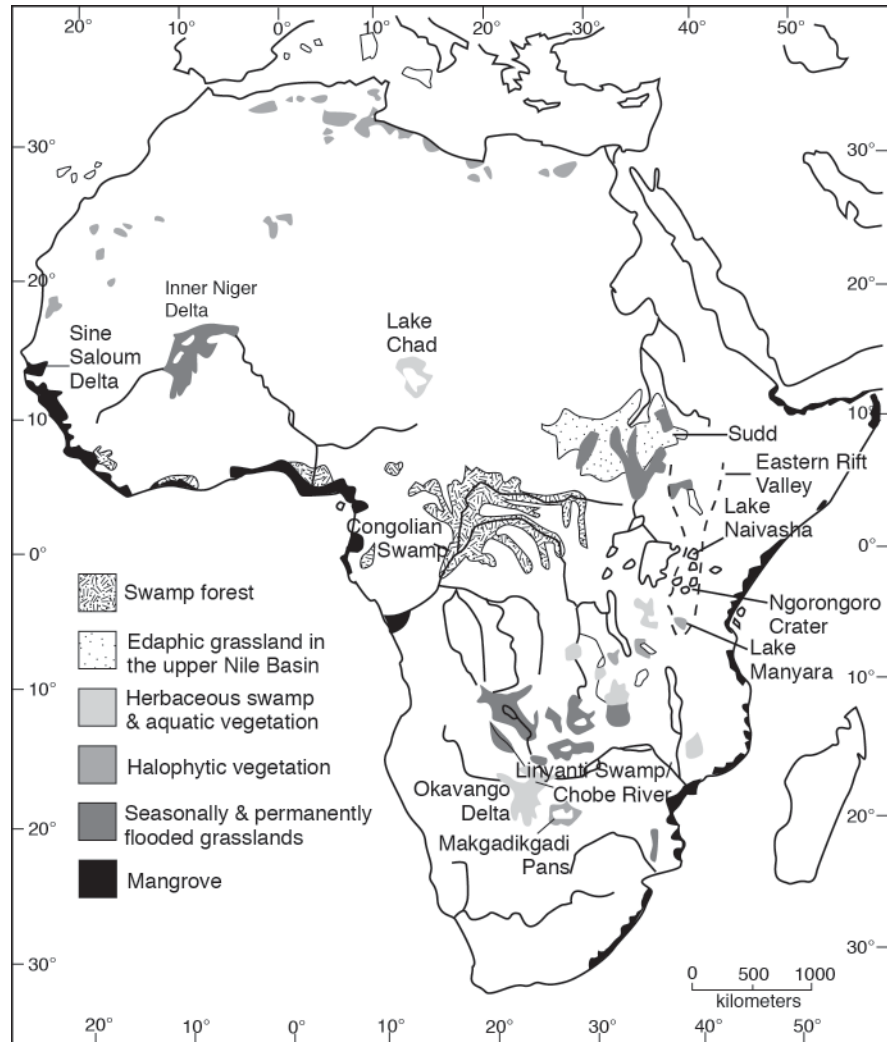 20° 10° 0° 10° 20° 30° 40° 50°
30° 30°
20° 20°
Inner Niger
Delta
Sine
Saloum
Delta
Lake
Chad
10° 10°
Sudd
Eastern Rift
Valley
Lake
Naivasha
Congolian
Swamp
0° 0°
Ngorongoro
Crater
Lake
Manyara
Swamp forest
Edaphic grassland in
the upper Nile Basin
Herbaceous swamp
& aquatic vegetation
Halophytic vegetation
Seasonally & permanently
flooded grasslands
Mangrove
10° 10°
Linyanti Swamp/
Chobe River
Okavango
Delta
Makgadikgadi
Pans
20° 20°
30° 30°
0 500 1000
kilometers
20° 10° 0° 10° 20° 30° 40° 50°